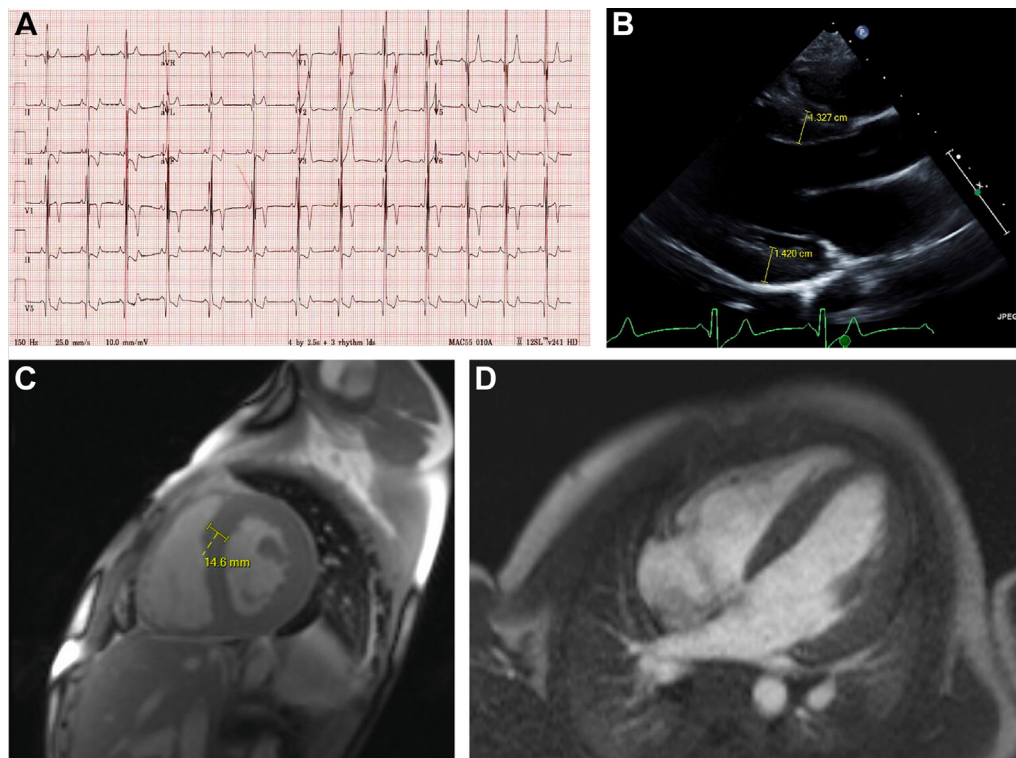 A
I aVR V1 V4
II aVL V2 V5
III aVF V3 V6
V1
II
V5
150 Hz 25.0 mm/s 10.0 mm/mV 4 by 2.5s + 3 rhythm lds MAC55 010A 12SL™ v241 HD
B
P
1.327 cm
1.420 cm
JPEG
C
14.6 mm
D